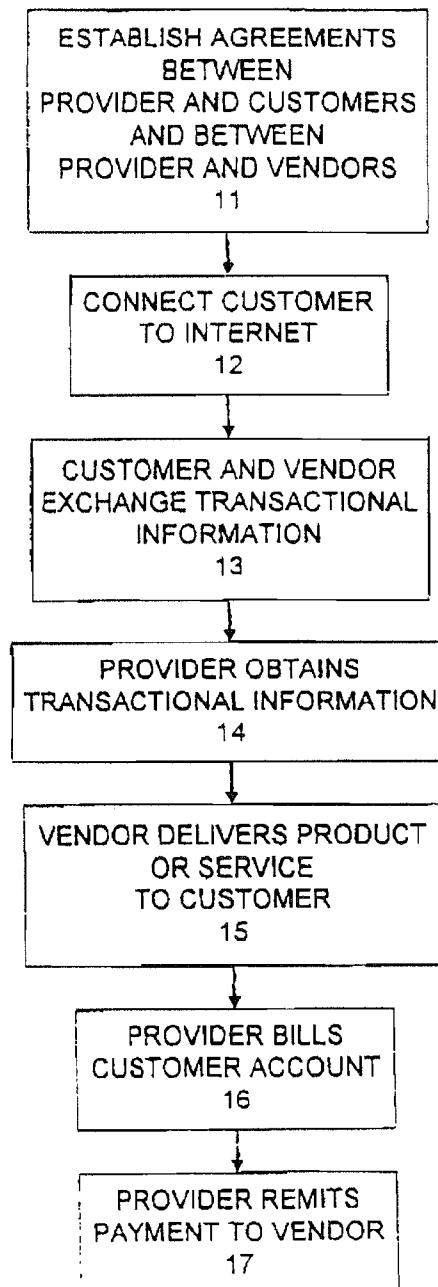 ESTABLISH AGREEMENTS
BETWEEN
PROVIDER AND CUSTOMERS
AND BETWEEN
PROVIDER AND VENDORS
11
CONNECT CUSTOMER
TO INTERNET
12
CUSTOMER AND VENDOR
EXCHANGE TRANSACTIONAL
INFORMATION
13
PROVIDER OBTAINS
TRANSACTIONAL INFORMATION
14
VENDOR DELIVERS PRODUCT
OR SERVICE
TO CUSTOMER
15
PROVIDER BILLS
CUSTOMER ACCOUNT
16
PROVIDER REMITS
PAYMENT TO VENDOR
17